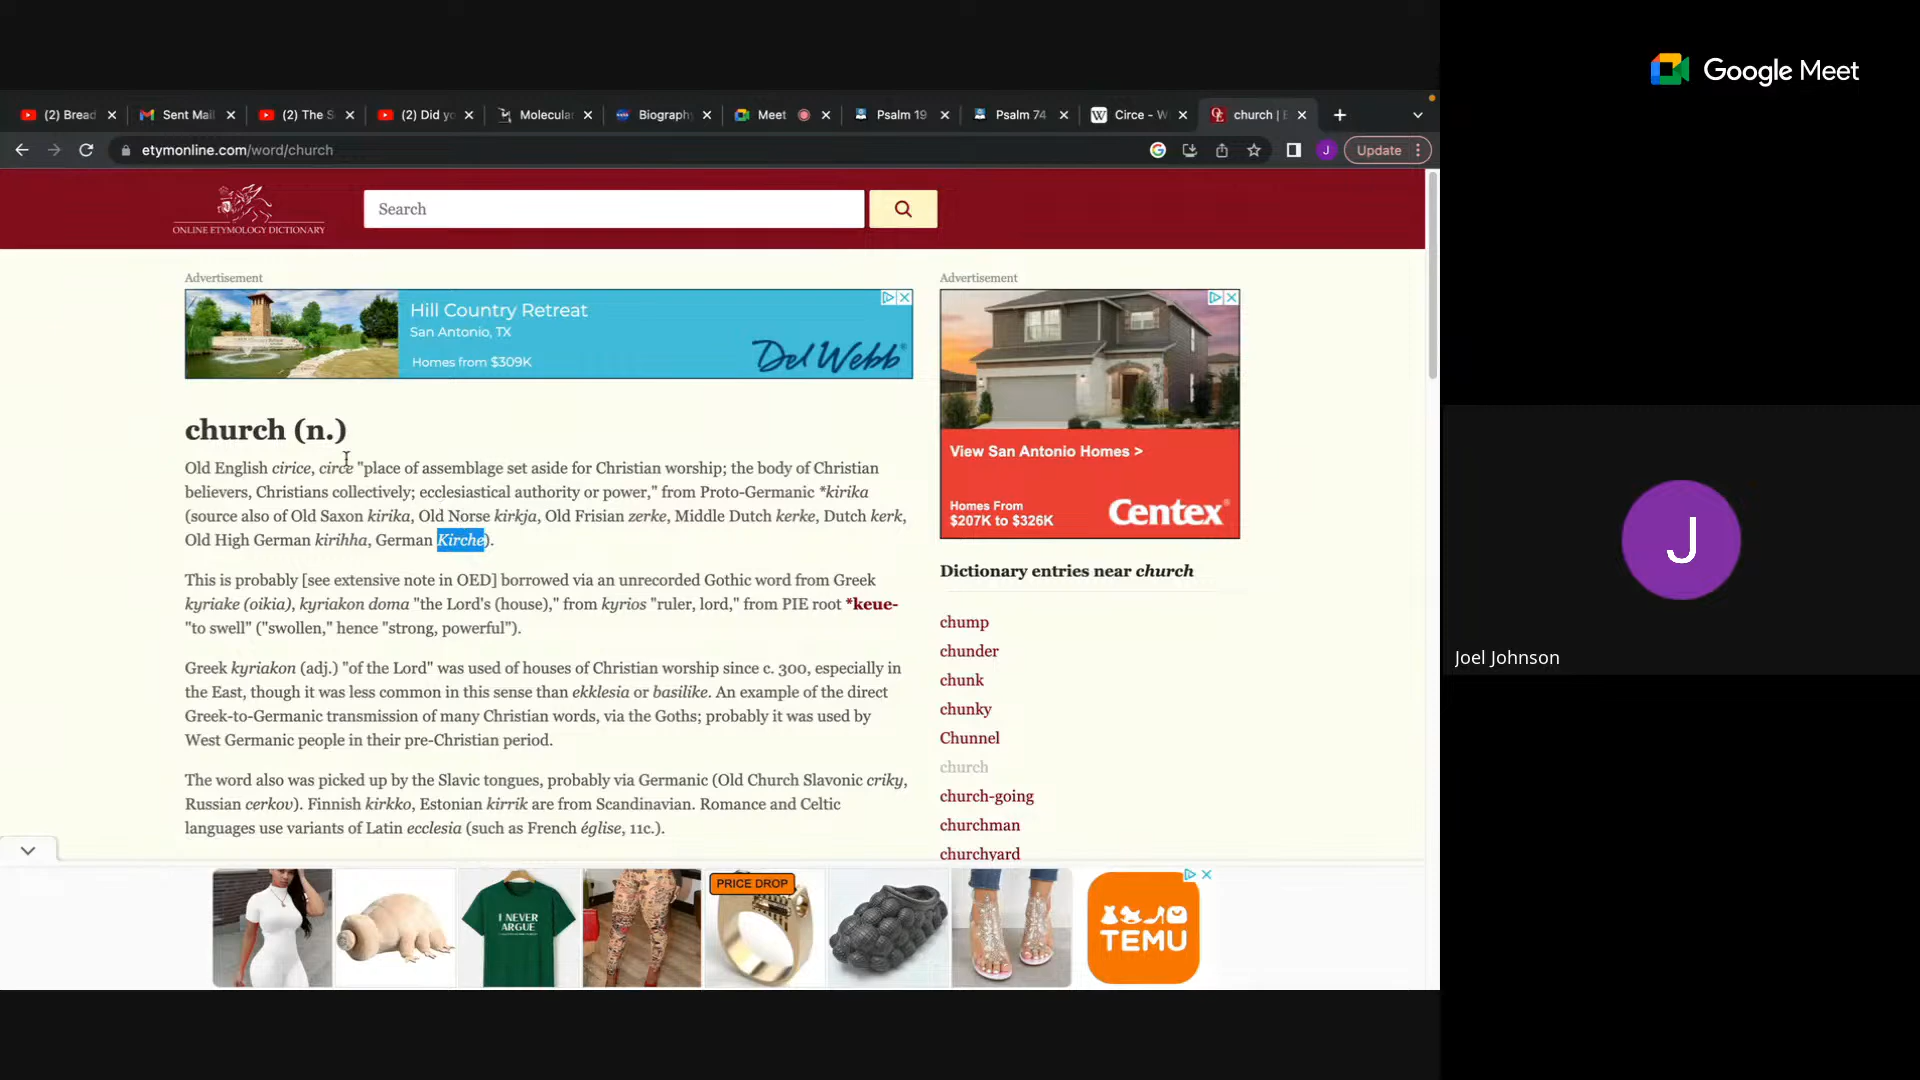 Google Meet
(2) Bread
Sent Mail
(2) The S
(2) Did yo
Molecula
Biography
Meet
Psalm 19
Psalm 74
Circe - W
church | E
etymonline.com/word/church
J
Update
ONLINE ETYMOLOGY DICTIONARY
Search
Advertisement
Hill Country Retreat
San Antonio, TX
Homes from $309K
Del Webb
Advertisement
View San Antonio Homes >
Homes From
$207K to $326K
Centex
church (n.)
Old English cirice, circe "place of assemblage set aside for Christian worship; the body of Christian
believers, Christians collectively; ecclesiastical authority or power," from Proto-Germanic *kirika
(source also of Old Saxon kirika, Old Norse kirkja, Old Frisian zerke, Middle Dutch kerke, Dutch kerk,
Old High German kirihha, German Kirche).
This is probably [see extensive note in OED] borrowed via an unrecorded Gothic word from Greek
kyriake (oikia), kyriakon doma "the Lord's (house)," from kyrios "ruler, lord," from PIE root *keue-
"to swell" ("swollen," hence "strong, powerful").
Greek kyriakon (adj.) "of the Lord" was used of houses of Christian worship since c. 300, especially in
the East, though it was less common in this sense than ekklesia or basilike. An example of the direct
Greek-to-Germanic transmission of many Christian words, via the Goths; probably it was used by
West Germanic people in their pre-Christian period.
The word also was picked up by the Slavic tongues, probably via Germanic (Old Church Slavonic criky,
Russian cerkov). Finnish kirkko, Estonian kirrik are from Scandinavian. Romance and Celtic
languages use variants of Latin ecclesia (such as French église, 11c.).
Dictionary entries near church
chump
chunder
chunk
chunky
Chunnel
church
church-going
churchman
churchyard
I NEVER
ARGUE
PRICE DROP
TEMU
J
Joel Johnson